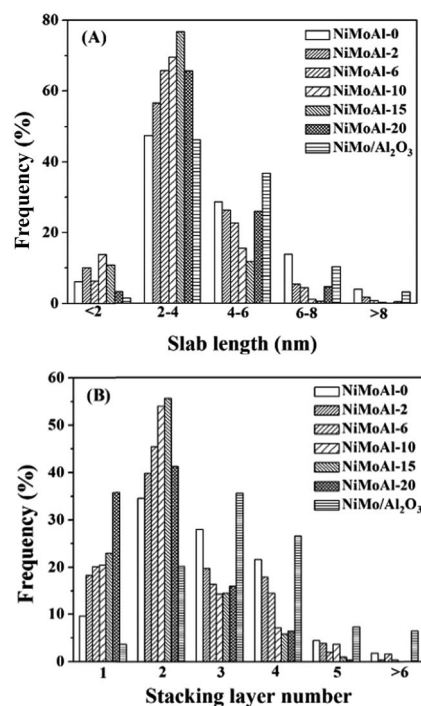 (A)
NiMoAl-0
NiMoAl-2
NiMoAl-6
NiMoAl-10
NiMoAl-15
NiMoAl-20
NiMo/Al₂O₃
80
60
40
20
0
Frequency (%)
<2 2-4 4-6 6-8 >8
Slab length (nm)
(B)
NiMoAl-0
NiMoAl-2
NiMoAl-6
NiMoAl-10
NiMoAl-15
NiMoAl-20
NiMo/Al₂O₃
60
50
40
30
20
10
0
Frequency (%)
1 2 3 4 5 >6
Stacking layer number